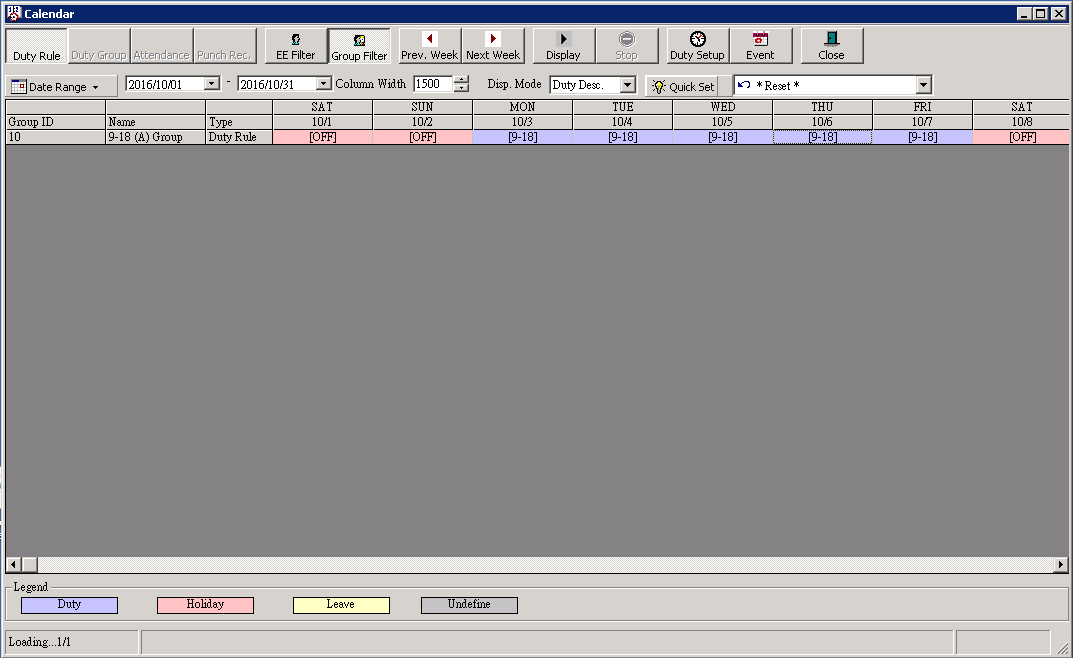 Calendar
Duty Rule Duty Group Attendance Punch Rec. EE Filter Group Filter Prev. Week Next Week Display Stop Duty Setup Event Close
Date Range 2016/10/01 - 2016/10/31 Column Width 1500 Disp. Mode Duty Desc. Quick Set * Reset *
SAT SUN MON TUE WED THU FRI SAT
Group ID Name Type 10/1 10/2 10/3 10/4 10/5 10/6 10/7 10/8
10 9-18 (A) Group Duty Rule [OFF] [OFF] [9-18] [9-18] [9-18] [9-18] [9-18] [OFF]
Legend
Duty Holiday Leave Undefine
Loading...1/1